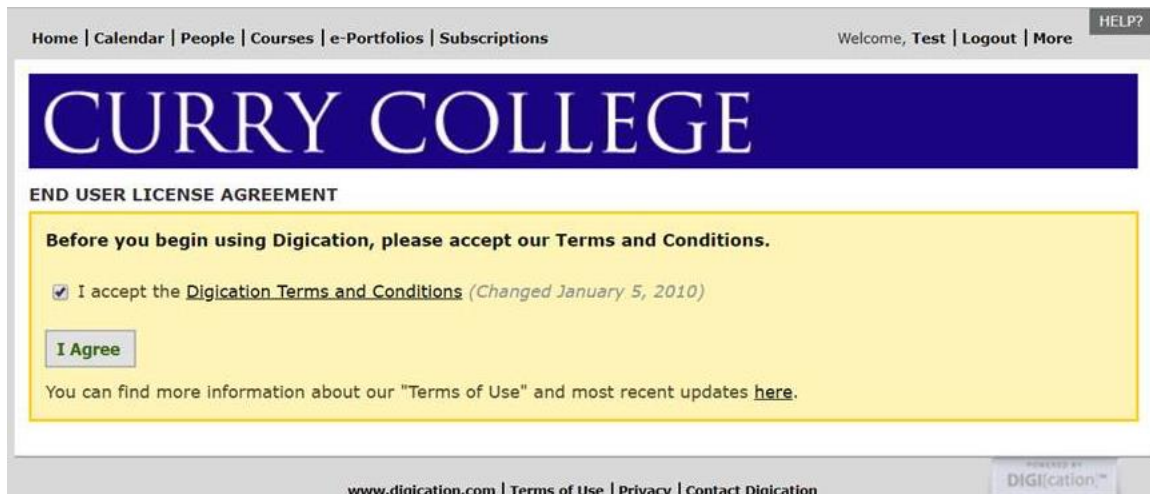 HELP?
Home | Calendar | People | Courses | e-Portfolios | Subscriptions Welcome, Test | Logout | More
CURRY COLLEGE
END USER LICENSE AGREEMENT
Before you begin using Digication, please accept our Terms and Conditions.
I accept the Digication Terms and Conditions (Changed January 5, 2010)
I Agree
You can find more information about our "Terms of Use" and most recent updates here.
POWERED BY
DIGI[cation]™
www.digication.com | Terms of Use | Privacy | Contact Digication